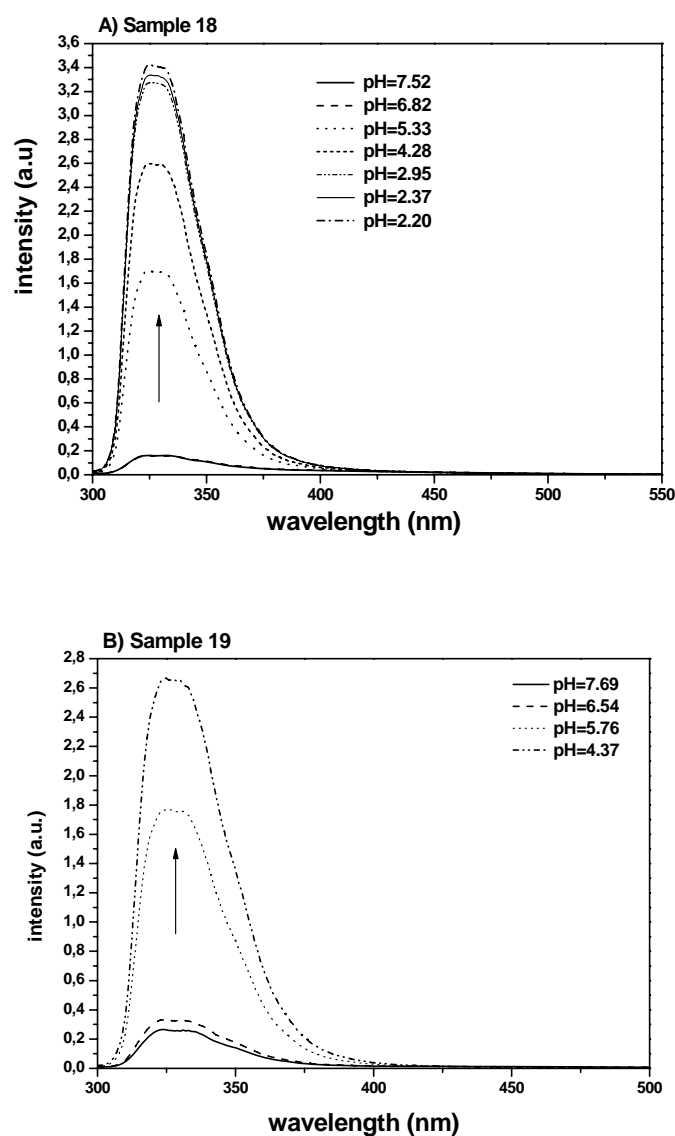 A) Sample 18
3,6
3,4
3,2
3,0
2,8
2,6
2,4
2,2
2,0
1,8
1,6
1,4
1,2
1,0
0,8
0,6
0,4
0,2
0,0
intensity (a.u)
pH=7.52
pH=6.82
pH=5.33
pH=4.28
pH=2.95
pH=2.37
pH=2.20
300 350 400 450 500 550
wavelength (nm)
B) Sample 19
2,8
2,6
2,4
2,2
2,0
1,8
1,6
1,4
1,2
1,0
0,8
0,6
0,4
0,2
0,0
intensity (a.u.)
pH=7.69
pH=6.54
pH=5.76
pH=4.37
300 350 400 450 500
wavelength (nm)